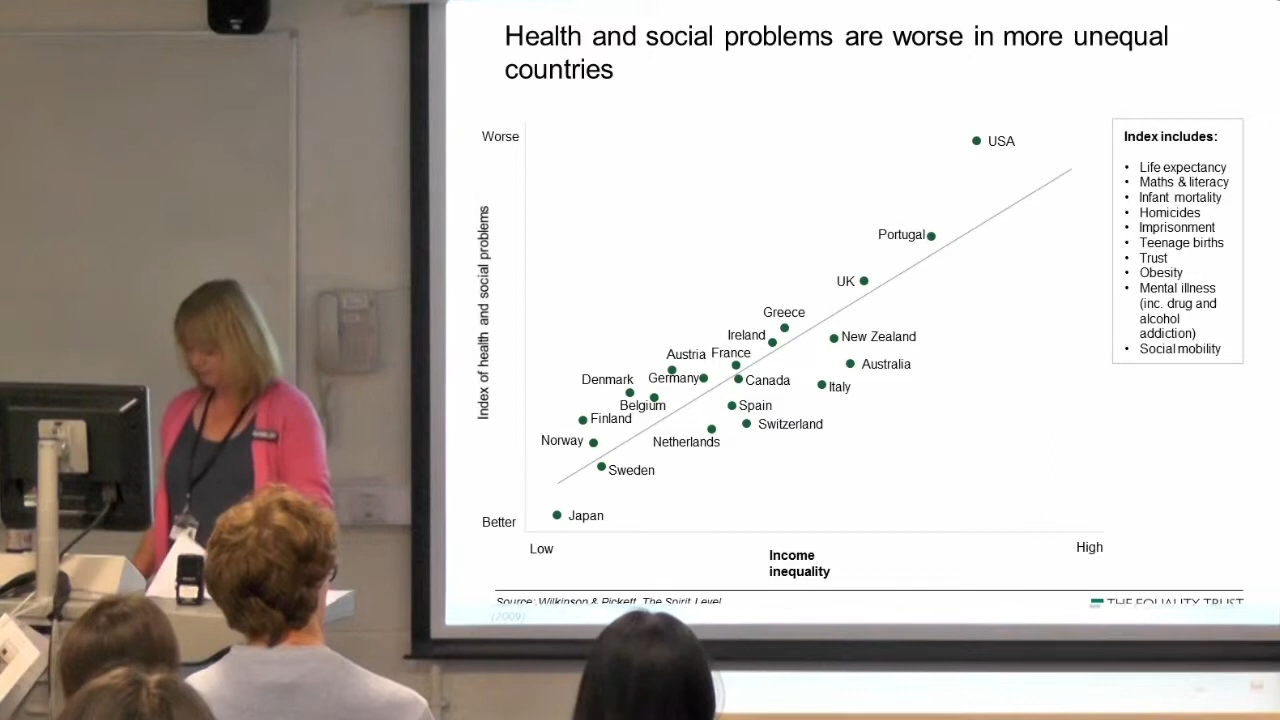 Health and social problems are worse in more unequal
countries
Worse
USA
Portugal
UK
Greece
Ireland
New Zealand
Austria
France
Australia
Denmark
Germany
Canada
Italy
Belgium
Spain
Finland
Switzerland
Norway
Netherlands
Sweden
Japan
Better
Index of health and social problems
Low
High
Income
inequality
Index includes:
• Life expectancy
• Maths & literacy
• Infant mortality
• Homicides
• Imprisonment
• Teenage births
• Trust
• Obesity
• Mental illness
(inc. drug and
alcohol
addiction)
• Social mobility
Source: Wilkinson & Pickett, The Spirit Level
(2009)
THE EQUALITY TRUST